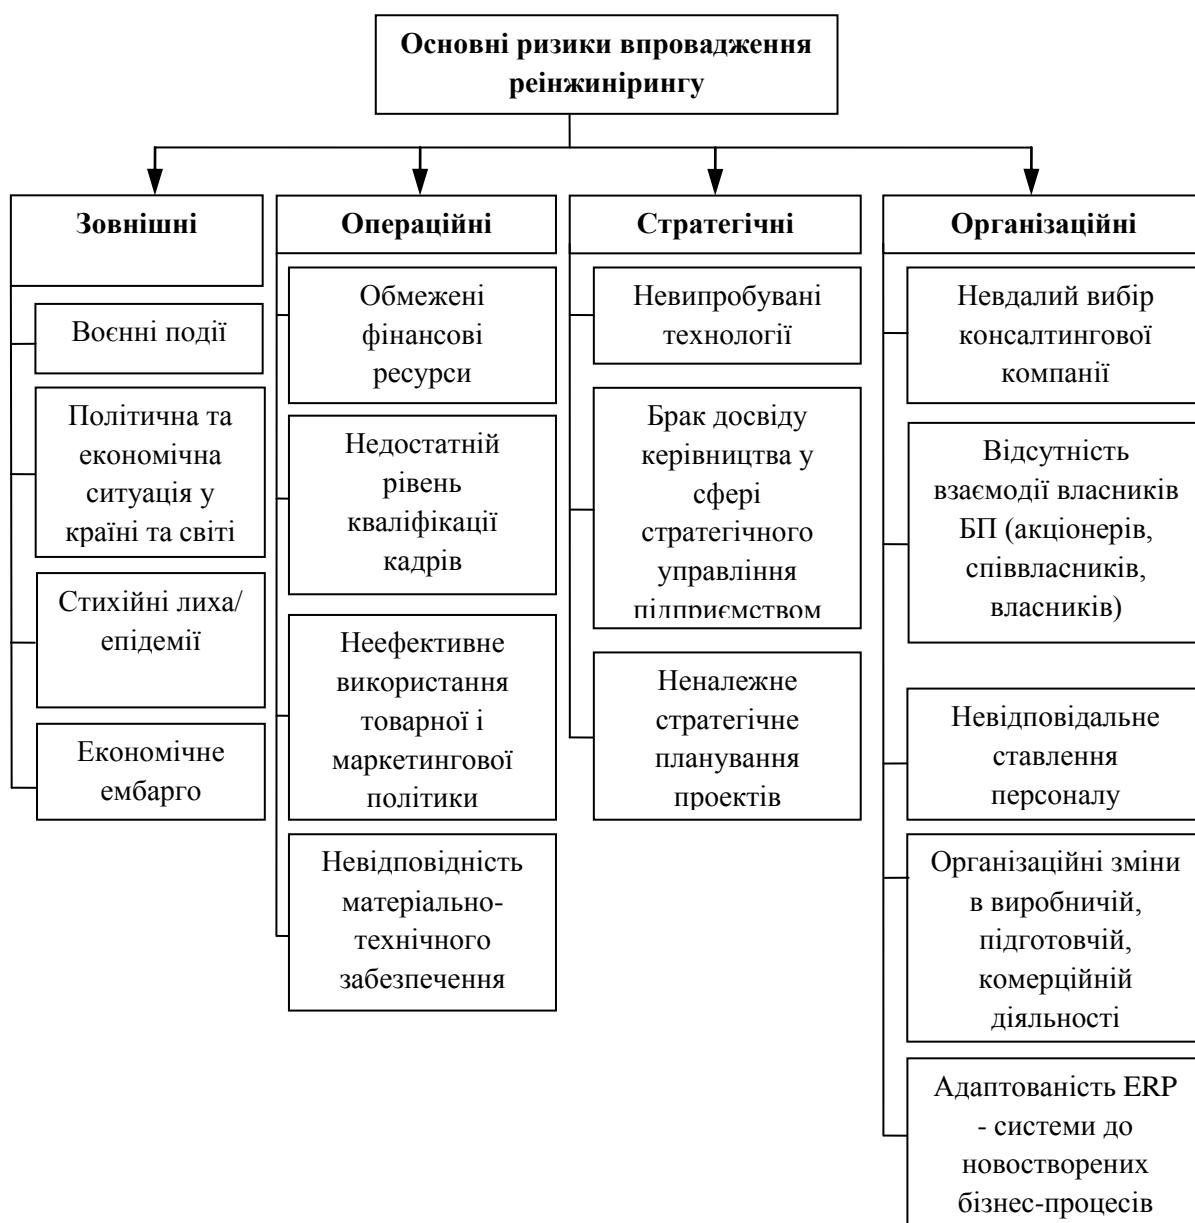 Основні ризики впровадження
реінжинірингу
Зовнішні
Воєнні події
Політична та
економічна
ситуація у
країні та світі
Стихійні лиха/
епідемії
Економічне
ембарго
Операційні
Обмежені
фінансові
ресурси
Недостатній
рівень
кваліфікації
кадрів
Неефективне
використання
товарної і
маркетингової
політики
Невідповідність
матеріально-
технічного
забезпечення
Стратегічні
Невипробувані
технології
Брак досвіду
керівництва у
сфері
стратегічного
управління
підприємством
Неналежне
стратегічне
планування
проектів
Організаційні
Невдалий вибір
консалтингової
компанії
Відсутність
взаємодії власників
БП (акціонерів,
співвласників,
власників)
Невідповідальне
ставлення
персоналу
Організаційні зміни
в виробничій,
підготовчій,
комерційній
діяльності
Адаптованість ERP
- системи до
новостворених
бізнес-процесів